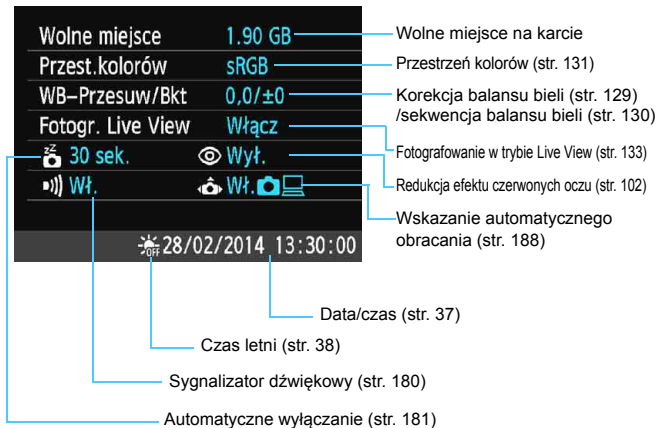 Wolne miejsce 1.90 GB
Przest.kolorów sRGB
WB–Przesuw/Bkt 0,0/±0
Fotogr. Live View Włącz
zZ 30 sek. Wył.
Wł. Wł.
OFF 28/02/2014 13:30:00
Wolne miejsce na karcie
Przestrzeń kolorów (str. 131)
Korekcja balansu bieli (str. 129)
/sekwencja balansu bieli (str. 130)
Fotografowanie w trybie Live View (str. 133)
Redukcja efektu czerwonych oczu (str. 102)
Wskazanie automatycznego
obracania (str. 188)
Data/czas (str. 37)
Czas letni (str. 38)
Sygnalizator dźwiękowy (str. 180)
Automatyczne wyłączanie (str. 181)